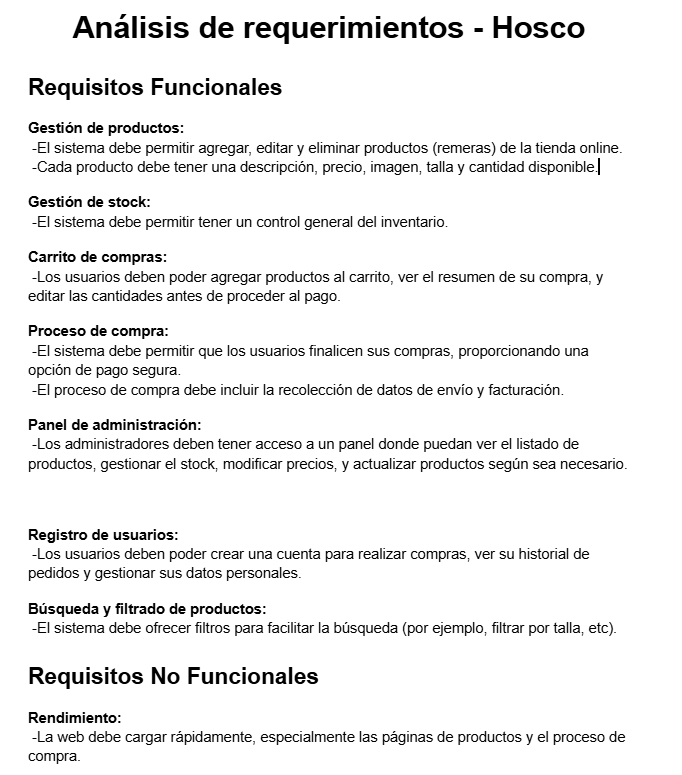 Análisis de requerimientos - Hosco
Requisitos Funcionales
Gestión de productos:
-El sistema debe permitir agregar, editar y eliminar productos (remeras) de la tienda online.
-Cada producto debe tener una descripción, precio, imagen, talla y cantidad disponible.
Gestión de stock:
-El sistema debe permitir tener un control general del inventario.
Carrito de compras:
-Los usuarios deben poder agregar productos al carrito, ver el resumen de su compra, y
editar las cantidades antes de proceder al pago.
Proceso de compra:
-El sistema debe permitir que los usuarios finalicen sus compras, proporcionando una
opción de pago segura.
-El proceso de compra debe incluir la recolección de datos de envío y facturación.
Panel de administración:
-Los administradores deben tener acceso a un panel donde puedan ver el listado de
productos, gestionar el stock, modificar precios, y actualizar productos según sea necesario.
Registro de usuarios:
-Los usuarios deben poder crear una cuenta para realizar compras, ver su historial de
pedidos y gestionar sus datos personales.
Búsqueda y filtrado de productos:
-El sistema debe ofrecer filtros para facilitar la búsqueda (por ejemplo, filtrar por talla, etc).
Requisitos No Funcionales
Rendimiento:
-La web debe cargar rápidamente, especialmente las páginas de productos y el proceso de
compra.